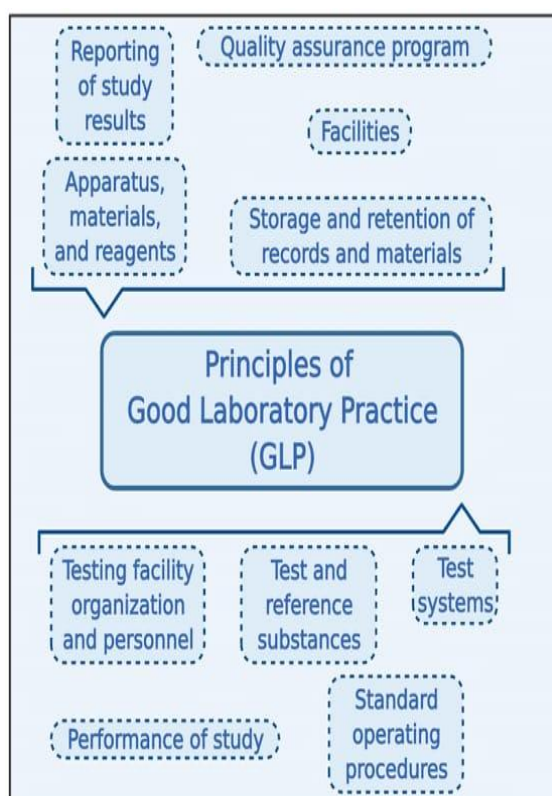 Reporting
of study
results
Quality assurance program
Facilities
Apparatus,
materials,
and reagents
Storage and retention of
records and materials
Principles of
Good Laboratory Practice
(GLP)
Testing facility
organization
and personnel
Test and
reference
substances
Test
systems,
Performance of study
Standard
operating
procedures